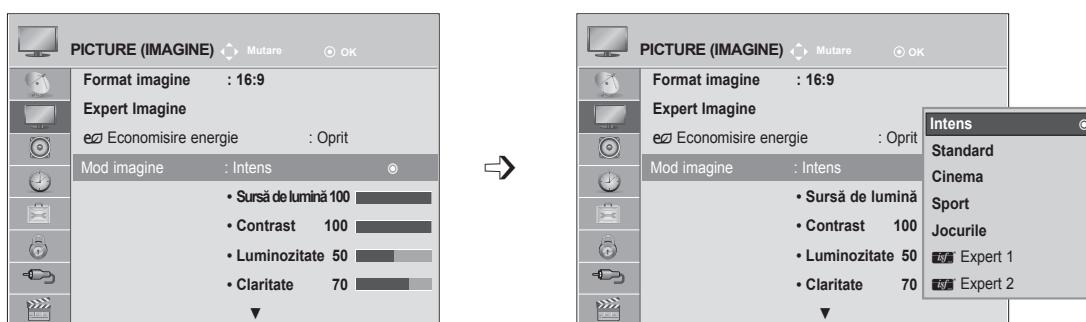 PICTURE (IMAGINE) Mutare OK
Format imagine : 16:9
Expert Imagine
Economisire energie : Oprit
Mod imagine : Intens
• Sursă de lumină 100
• Contrast 100
• Luminozitate 50
• Claritate 70
PICTURE (IMAGINE) Mutare OK
Format imagine : 16:9
Expert Imagine
Economisire energie : Oprit
Mod imagine : Intens
• Sursă de lumină
• Contrast 100
• Luminozitate 50
• Claritate 70
Intens
Standard
Cinema
Sport
Jocurile
isf Expert 1
isf Expert 2